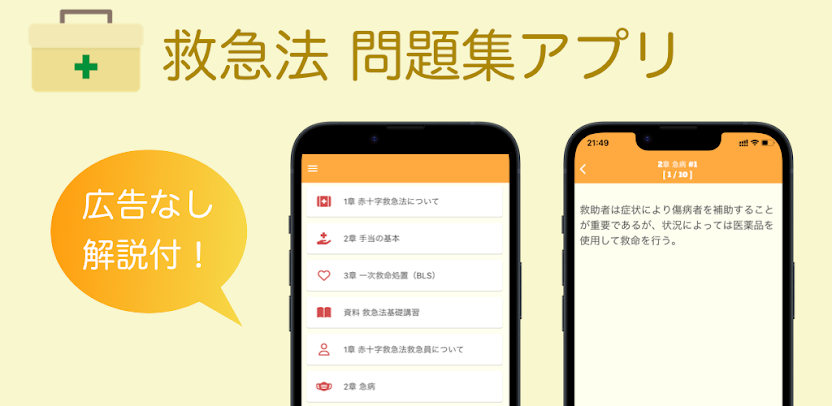 救急法 問題集アプリ
広告なし
解説付！
1章 赤十字救急法について
2章 手当の基本
3章 一次救命処置（BLS）
資料 救急法基礎講習
1章 赤十字救急法救急員について
2章 急病
21:49
2章 急病 #1
[ 1 / 10 ]
救助者は症状により傷病者を補助すること
が重要であるが、状況によっては医薬品を
使用して救命を行う。